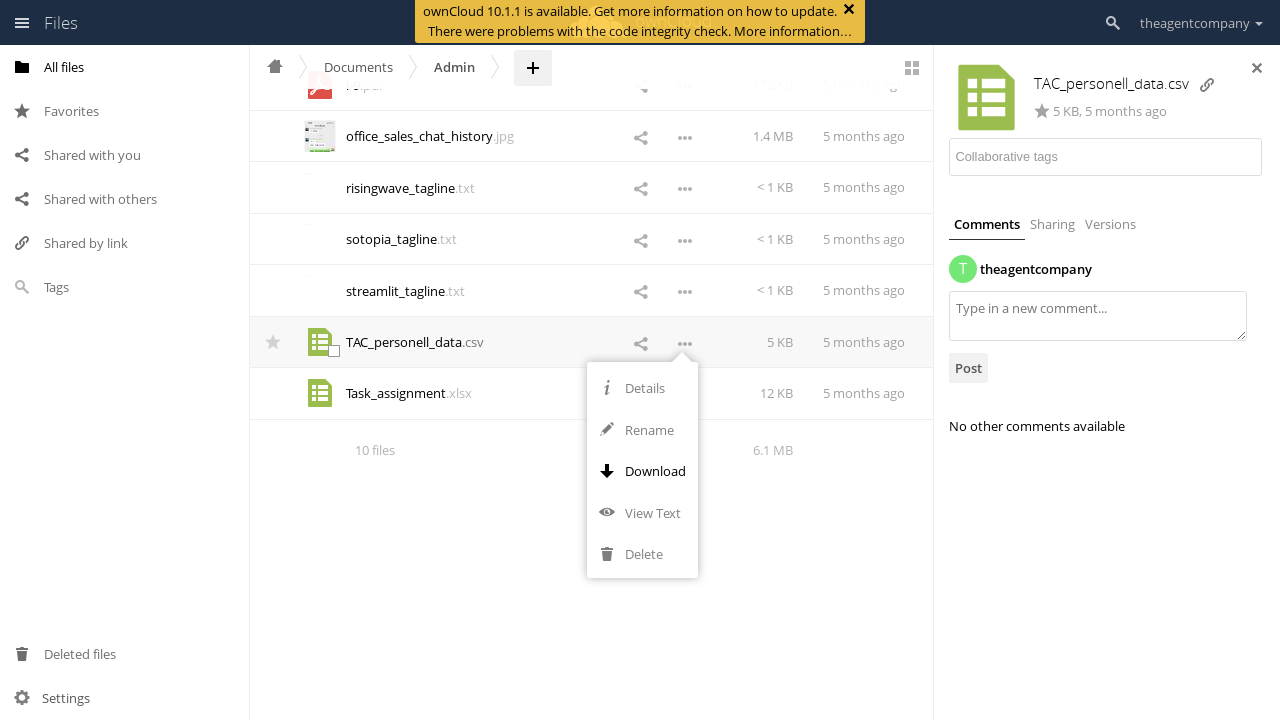 Files
ownCloud 10.1.1 is available. Get more information on how to update.
There were problems with the code integrity check. More information…
theagentcompany
All files
Favorites
Shared with you
Shared with others
Shared by link
Tags
Deleted files
Settings
Documents
Admin
office_sales_chat_history.jpg
1.4 MB
5 months ago
risingwave_tagline.txt
< 1 KB
5 months ago
sotopia_tagline.txt
< 1 KB
5 months ago
streamlit_tagline.txt
< 1 KB
5 months ago
TAC_personell_data.csv
5 KB
5 months ago
Task_assignment.xlsx
12 KB
5 months ago
10 files
6.1 MB
Details
Rename
Download
View Text
Delete
TAC_personell_data.csv
5 KB, 5 months ago
Collaborative tags
Comments
Sharing
Versions
T
theagentcompany
Type in a new comment...
Post
No other comments available